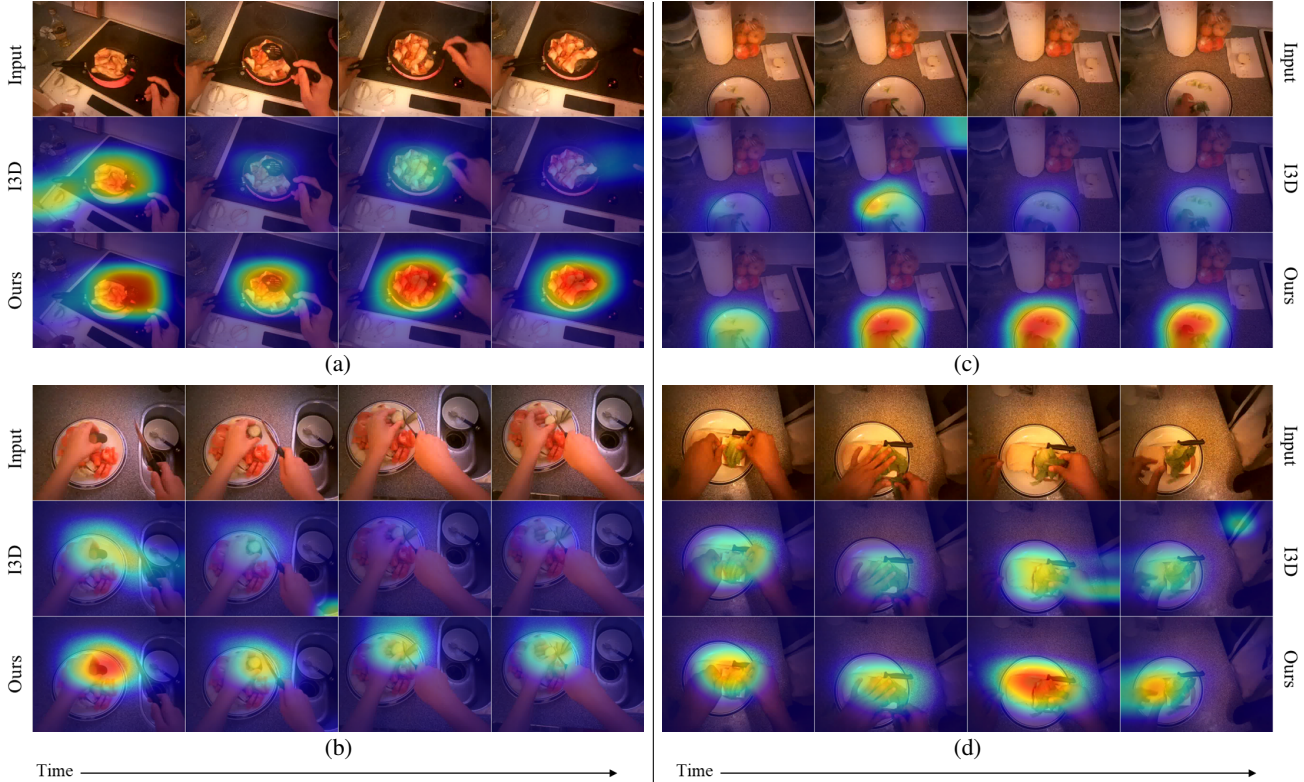 Input
I3D
Ours
(a)
Input
I3D
Ours
(b)
Time
Input
I3D
Ours
(c)
Input
I3D
Ours
(d)
Time